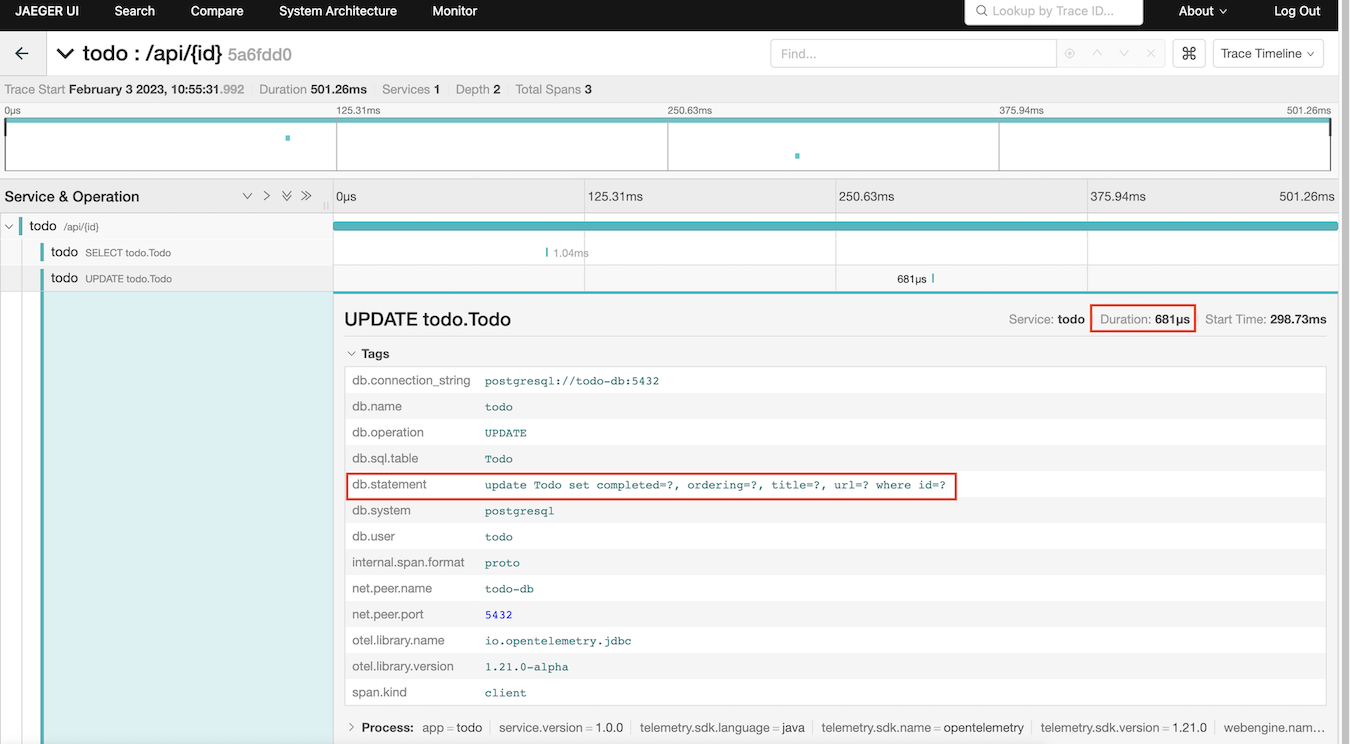 JAEGER UI Search Compare System Architecture Monitor Lookup by Trace ID... About Log Out
todo : /api/{id} 5a6fdd0 Find... ⌘ Trace Timeline
Trace Start February 3 2023, 10:55:31.992 Duration 501.26ms Services 1 Depth 2 Total Spans 3
0μs 125.31ms 250.63ms 375.94ms 501.26ms
Service & Operation 0μs 125.31ms 250.63ms 375.94ms 501.26ms
todo /api/{id}
todo SELECT todo.Todo 1.04ms
todo UPDATE todo.Todo 681μs
UPDATE todo.Todo Service: todo Duration: 681μs Start Time: 298.73ms
Tags
db.connection_string postgresql://todo-db:5432
db.name todo
db.operation UPDATE
db.sql.table Todo
db.statement update Todo set completed=?, ordering=?, title=?, url=? where id=?
db.system postgresql
db.user todo
internal.span.format proto
net.peer.name todo-db
net.peer.port 5432
otel.library.name io.opentelemetry.jdbc
otel.library.version 1.21.0-alpha
span.kind client
Process: app = todo service.version = 1.0.0 telemetry.sdk.language = java telemetry.sdk.name = opentelemetry telemetry.sdk.version = 1.21.0 webengine.nam...